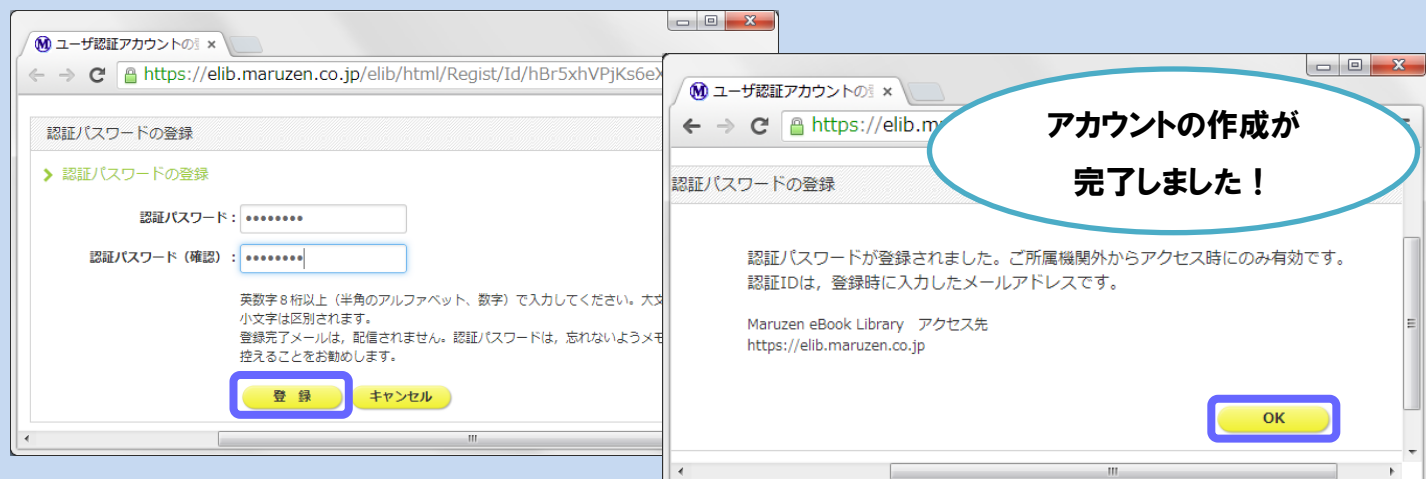 ユーザ認証アカウントの
https://elib.maruzen.co.jp/elib/html/Regist/Id/hBr5xhVPjKs6eX
認証パスワードの登録
認証パスワードの登録
認証パスワード：
認証パスワード（確認）：
英数字８桁以上（半角のアルファベット、数字）で入力してください。大文
小文字は区別されます。
登録完了メールは，配信されません。認証パスワードは，忘れないようメモ
控えることをお勧めします。
登 録
キャンセル
ユーザ認証アカウントの
https://elib.m
アカウントの作成が
完了しました！
認証パスワードの登録
認証パスワードが登録されました。ご所属機関外からアクセス時にのみ有効です。
認証IDは，登録時に入力したメールアドレスです。
Maruzen eBook Library　アクセス先
https://elib.maruzen.co.jp
OK